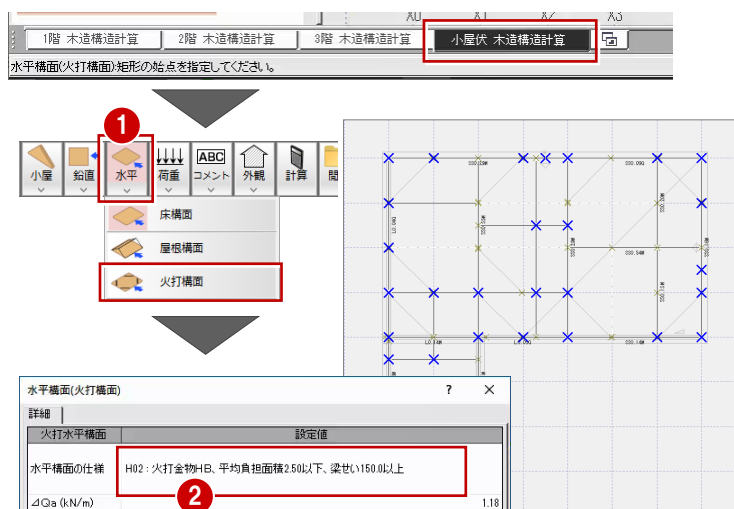 X0 X1 X2 X3
1階 木造構造計算 2階 木造構造計算 3階 木造構造計算 小屋伏 木造構造計算
水平構面(火打構面):矩形の始点を指定してください。
1
小屋 鉛直 水平 荷重 ABC コメント 外観 計算
床構面
屋根構面
火打構面
水平構面(火打構面) ? ×
詳細
火打水平構面 設定値
水平構面の仕様 H02 : 火打金物HB、平均負担面積2.50以下、梁せい150.0以上
2
⊿Qa (kN/m) 1.18